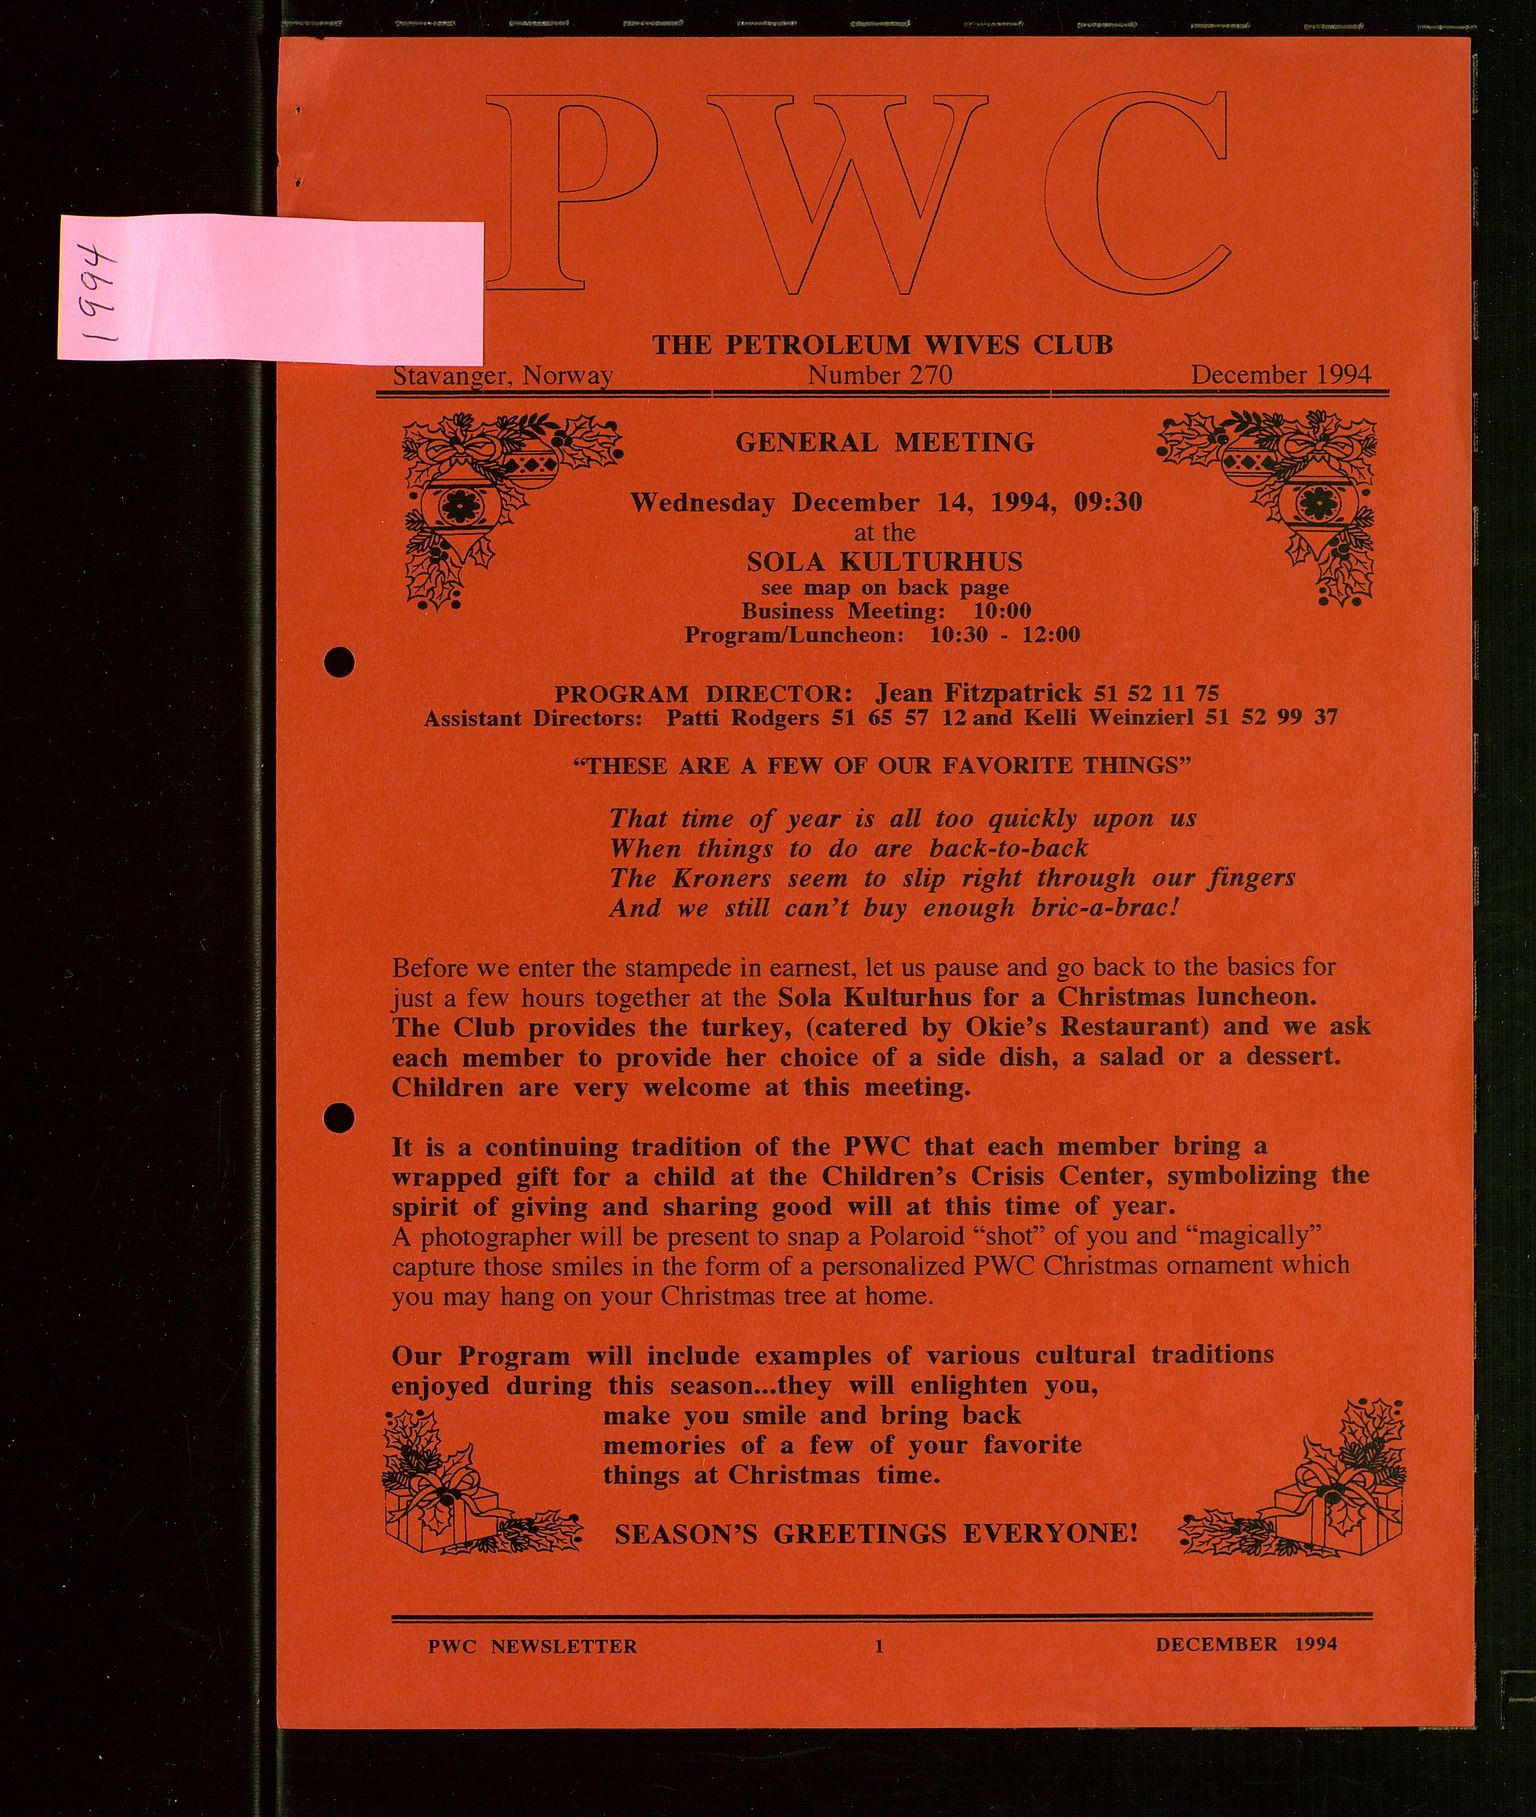 PWC
1994
THE PETROLEUM WIVES CLUB
Stavanger, Norway Number 270 December 1994
GENERAL MEETING
Wednesday December 14, 1994, 09:30
at the
SOLA KULTURHUS
see map on back page
Business Meeting: 10:00
Program/Luncheon: 10:30 - 12:00
PROGRAM DIRECTOR: Jean Fitzpatrick 51 52 11 75
Assistant Directors: Patti Rodgers 51 65 57 12 and Kelli Weinzierl 51 52 99 37
“THESE ARE A FEW OF OUR FAVORITE THINGS”
That time of year is all too quickly upon us
When things to do are back-to-back
The Kroners seem to slip right through our fingers
And we still can't buy enough bric-a-brac!
Before we enter the stampede in earnest, let us pause and go back to the basics for
just a few hours together at the Sola Kulturhus for a Christmas luncheon.
The Club provides the turkey, (catered by Okie's Restaurant) and we ask
each member to provide her choice of a side dish, a salad or a dessert.
Children are very welcome at this meeting.
It is a continuing tradition of the PWC that each member bring a
wrapped gift for a child at the Children's Crisis Center, symbolizing the
spirit of giving and sharing good will at this time of year.
A photographer will be present to snap a Polaroid “shot” of you and “magically”
capture those smiles in the form of a personalized PWC Christmas ornament which
you may hang on your Christmas tree at home.
Our Program will include examples of various cultural traditions
enjoyed during this season...they will enlighten you,
make you smile and bring back
memories of a few of your favorite
things at Christmas time.
SEASON'S GREETINGS EVERYONE!
PWC NEWSLETTER 1 DECEMBER 1994